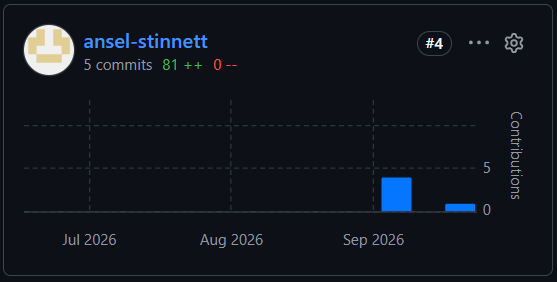 ansel-stinnett
#4
5 commits 81 ++ 0 --
Contributions
5
0
Jul 2026
Aug 2026
Sep 2026